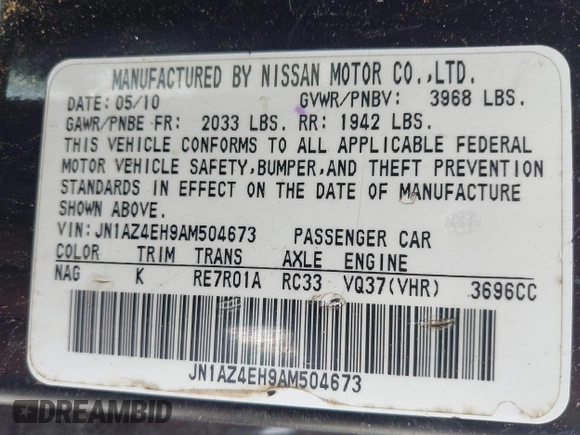 MANUFACTURED BY NISSAN MOTOR CO.,LTD.
DATE: 05/10 GVWR/PNBV: 3968 LBS.
GAWR/PNBE FR: 2033 LBS. RR: 1942 LBS.
THIS VEHICLE CONFORMS TO ALL APPLICABLE FEDERAL
MOTOR VEHICLE SAFETY,BUMPER,AND THEFT PREVENTION
STANDARDS IN EFFECT ON THE DATE OF MANUFACTURE
SHOWN ABOVE.
VIN:JN1AZ4EH9AM504673 PASSENGER CAR
COLOR TRIM TRANS AXLE ENGINE
NAG K RE7R01A RC33 VQ37(VHR) 3696CC
JN1AZ4EH9AM504673
DREAMBID